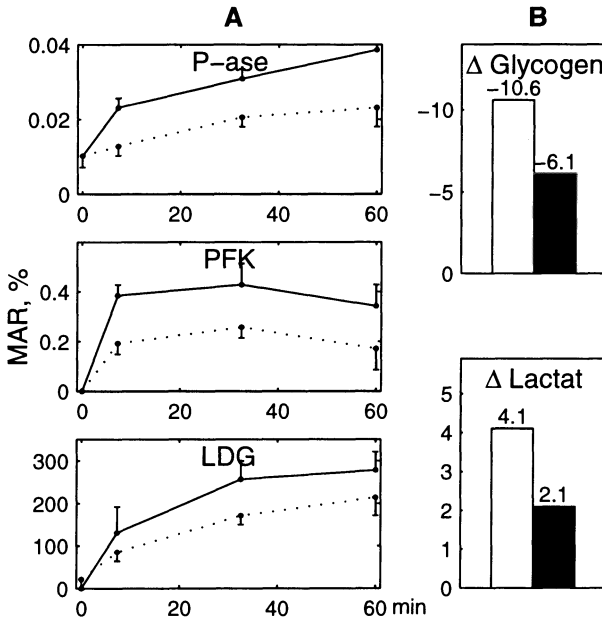 A
B
MAR, %
P-ase
0.04
0.02
0
0 20 40 60
PFK
0.4
0.2
0
0 20 40 60
LDG
300
200
100
0
0 20 40 60 min
Δ Glycogen
-10.6
-10
-6.1
-5
0
Δ Lactat
5
4.1
4
3
2.1
2
1
0